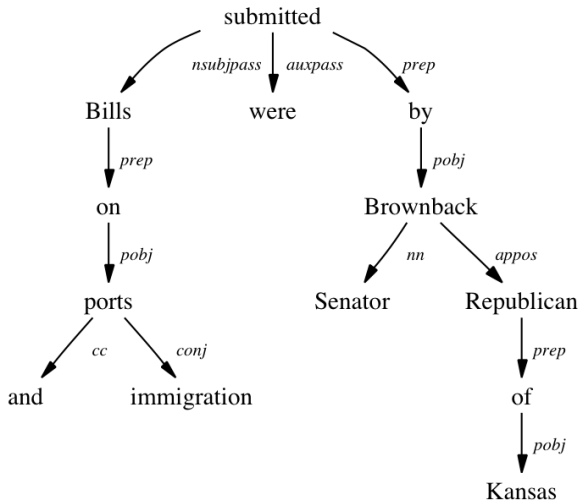 submitted
nsubjpass auxpass prep
Bills were by
prep pobj
on Brownback
pobj nn appos
ports Senator Republican
cc conj prep
and immigration of
pobj
Kansas